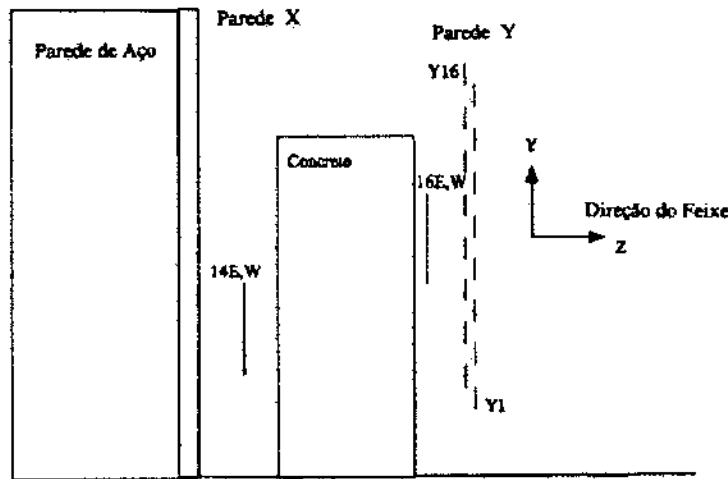 Parede X
Parede de Aço
Parede Y
Y16
Concreto
16E,W
Y
Direção do Feixe
Z
14E,W
Y1